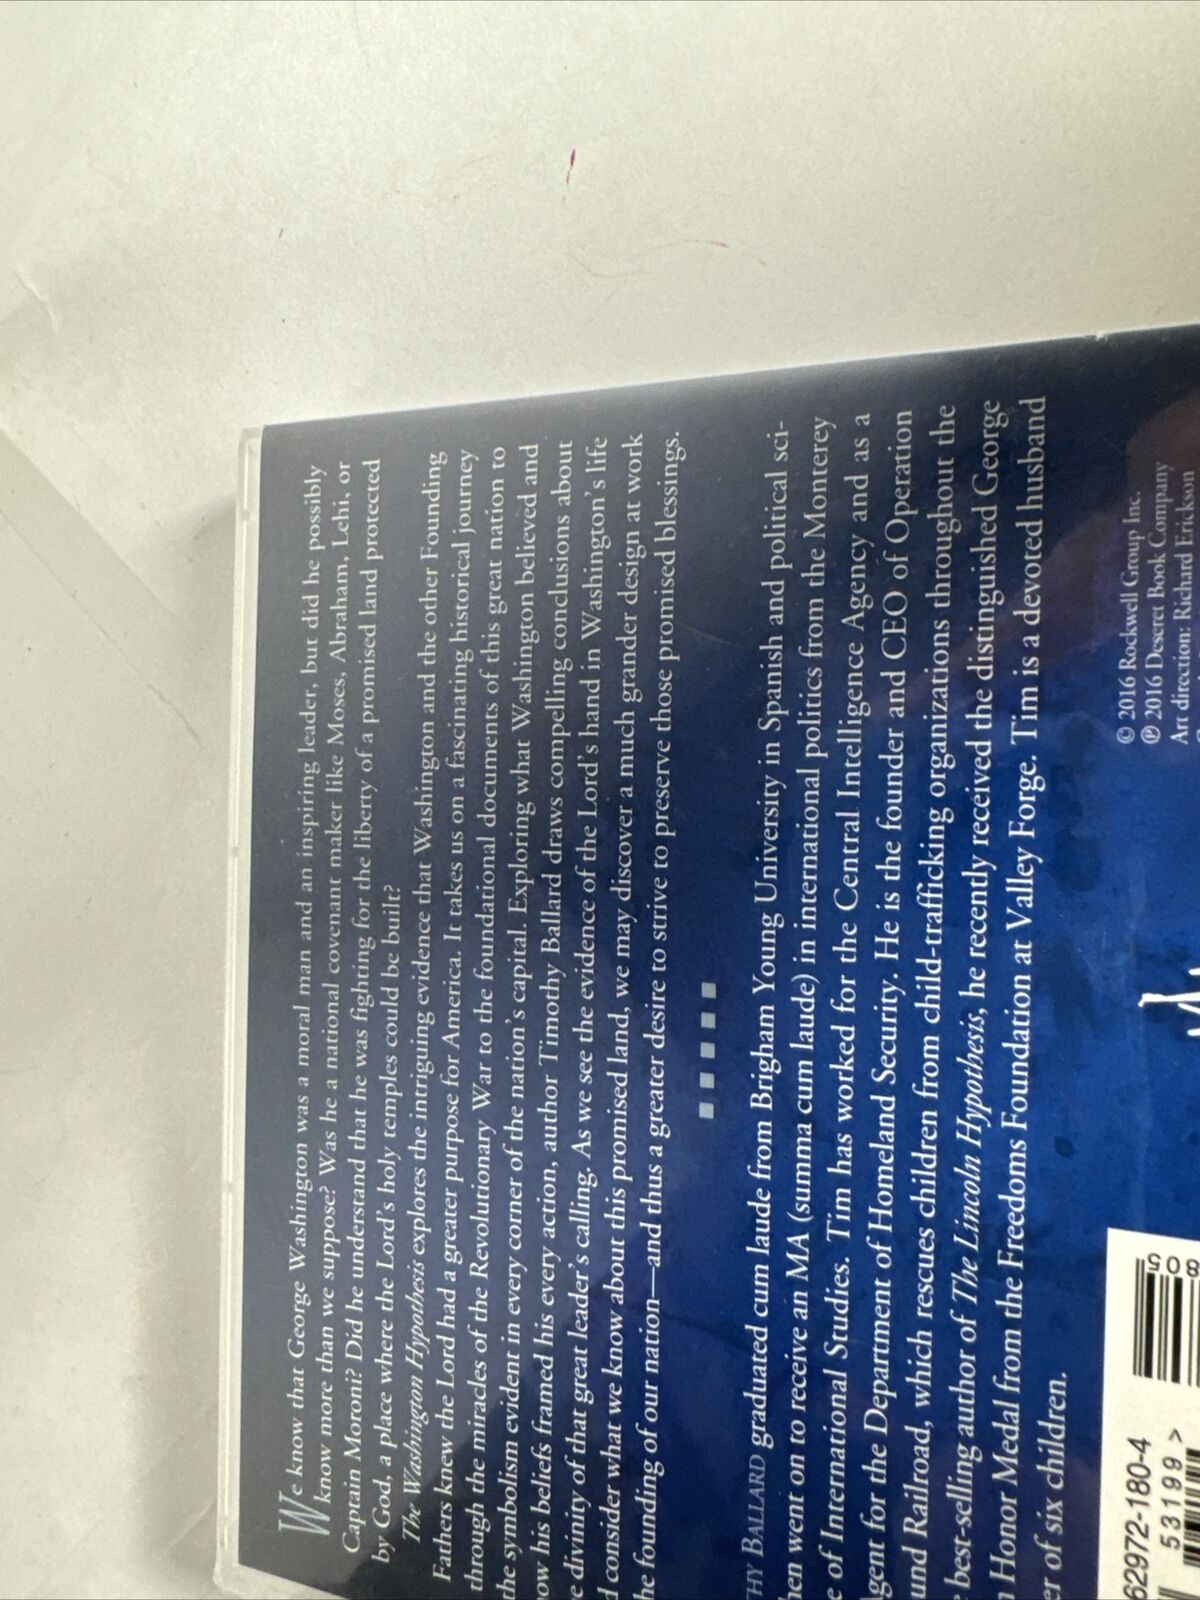 We know that George Washington was a moral man and an inspiring leader, but did he possibly
know more than we suppose? Was he a national covenant maker like Moses, Abraham, Lehi, or
Captain Moroni? Did he understand that he was fighting for the liberty of a promised land protected
by God, a place where the Lord's holy temples could be built?
The Washington Hypothesis explores the intriguing evidence that Washington and the other Founding
Fathers knew the Lord had a greater purpose for America. It takes us on a fascinating historical journey
through the miracles of the Revolutionary War to the foundational documents of this great nation to
the symbolism evident in every corner of the nation's capital. Exploring what Washington believed and
how his beliefs framed his every action, author Timothy Ballard draws compelling conclusions about
e divinity of that great leader's calling. As we see the evidence of the Lord's hand in Washington's life
d consider what we know about this promised land, we may discover a much grander design at work
he founding of our nation—and thus a greater desire to strive to preserve those promised blessings.
THY BALLARD graduated cum laude from Brigham Young University in Spanish and political sci-
hen went on to receive an MA (summa cum laude) in international politics from the Monterey
e of International Studies. Tim has worked for the Central Intelligence Agency and as a
Agent for the Department of Homeland Security. He is the founder and CEO of Operation
und Railroad, which rescues children from child-trafficking organizations throughout the
e best-selling author of The Lincoln Hypothesis, he recently received the distinguished George
n Honor Medal from the Freedoms Foundation at Valley Forge. Tim is a devoted husband
er of six children.
© 2016 Rockwell Group Inc.
℗ 2016 Deseret Book Company
Art direction: Richard Erickson
62972-180-4
53199 >
805